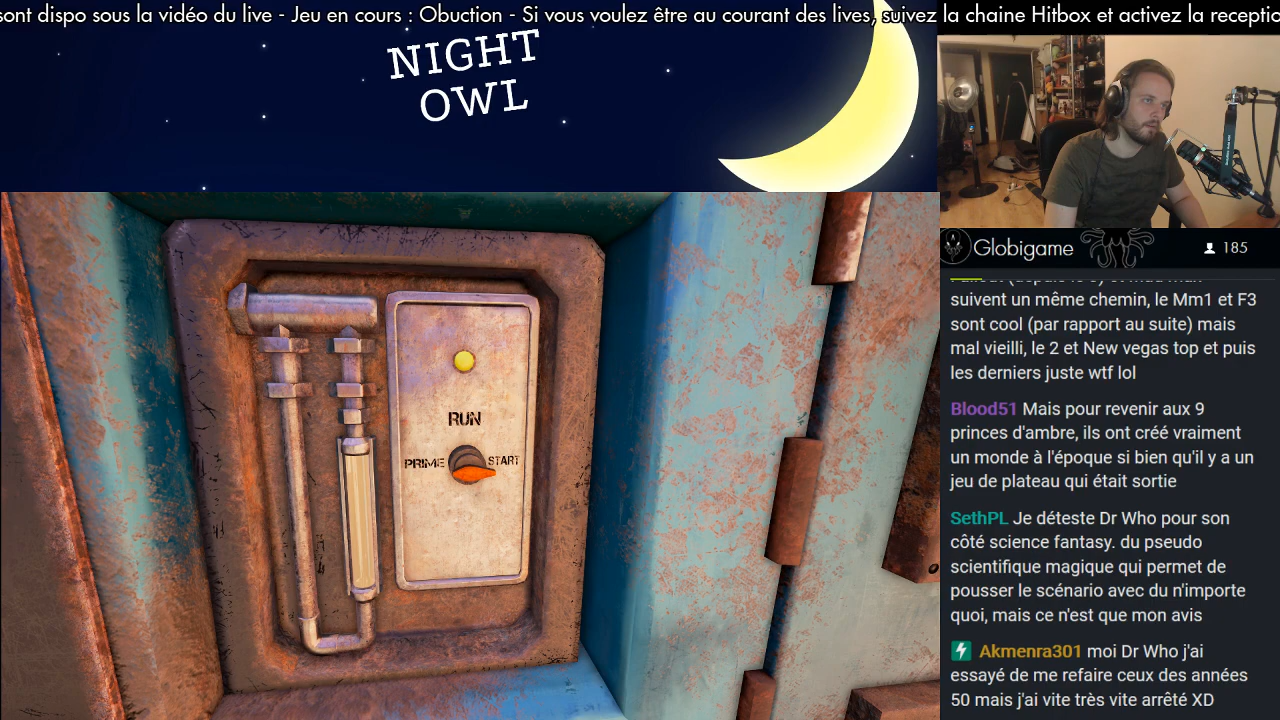 sont dispo sous la vidéo du live - Jeu en cours : Obuction - Si vous voulez être au courant des lives, suivez la chaine Hitbox et activez la receptio
NIGHT
OWL
Globigame
185
suivent un même chemin, le Mm1 et F3
sont cool (par rapport au suite) mais
mal vieilli, le 2 et New vegas top et puis
les derniers juste wtf lol
Blood51 Mais pour revenir aux 9
princes d'ambre, ils ont créé vraiment
un monde à l'époque si bien qu'il y a un
jeu de plateau qui était sortie
SethPL Je déteste Dr Who pour son
côté science fantasy. du pseudo
scientifique magique qui permet de
pousser le scénario avec du n'importe
quoi, mais ce n'est que mon avis
Akmenra301 moi Dr Who j'ai
essayé de me refaire ceux des années
50 mais j'ai vite très vite arrêté XD
RUN
PRIME
START